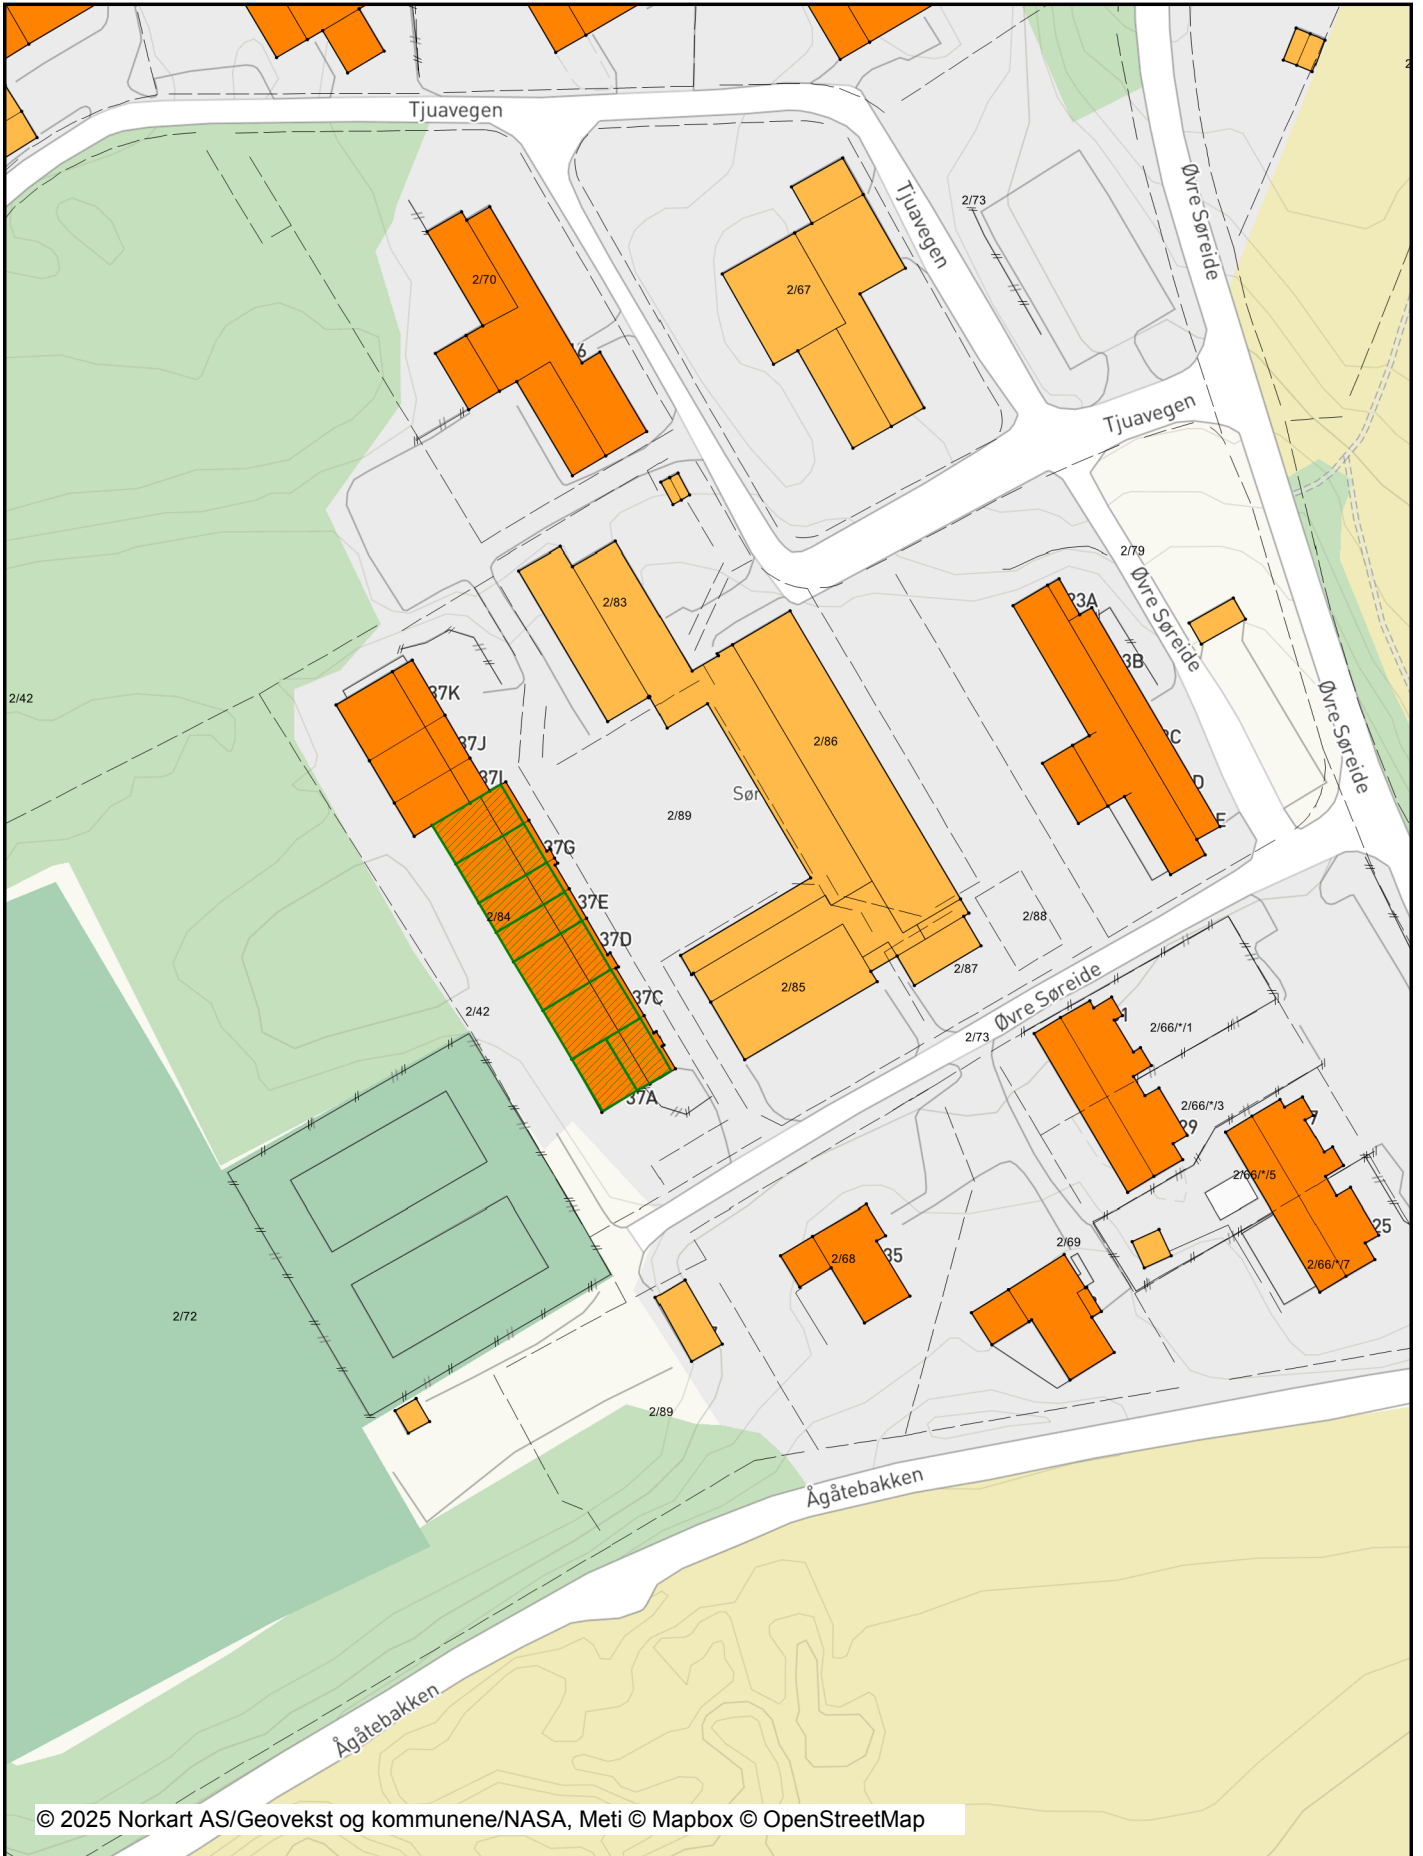 Tjuavegen
Tjuavegen
Øvre Søreide
2/73
2/70
2/67
Tjuavegen
2/79
Øvre Søreide
2/83
2/42
37K
37J
2/86
Øvre Søreide
2/89
37G
37E
2/84
37D
2/88
2/87
2/85
37C
2/42
Øvre Søreide
2/73
2/66/*/1
37A
2/66/*/3
29
2/66/*/5
25
2/66/*/7
2/68
35
2/69
2/72
2/89
Ågåtebakken
Ågåtebakken
© 2025 Norkart AS/Geovekst og kommunene/NASA, Meti © Mapbox © OpenStreetMap